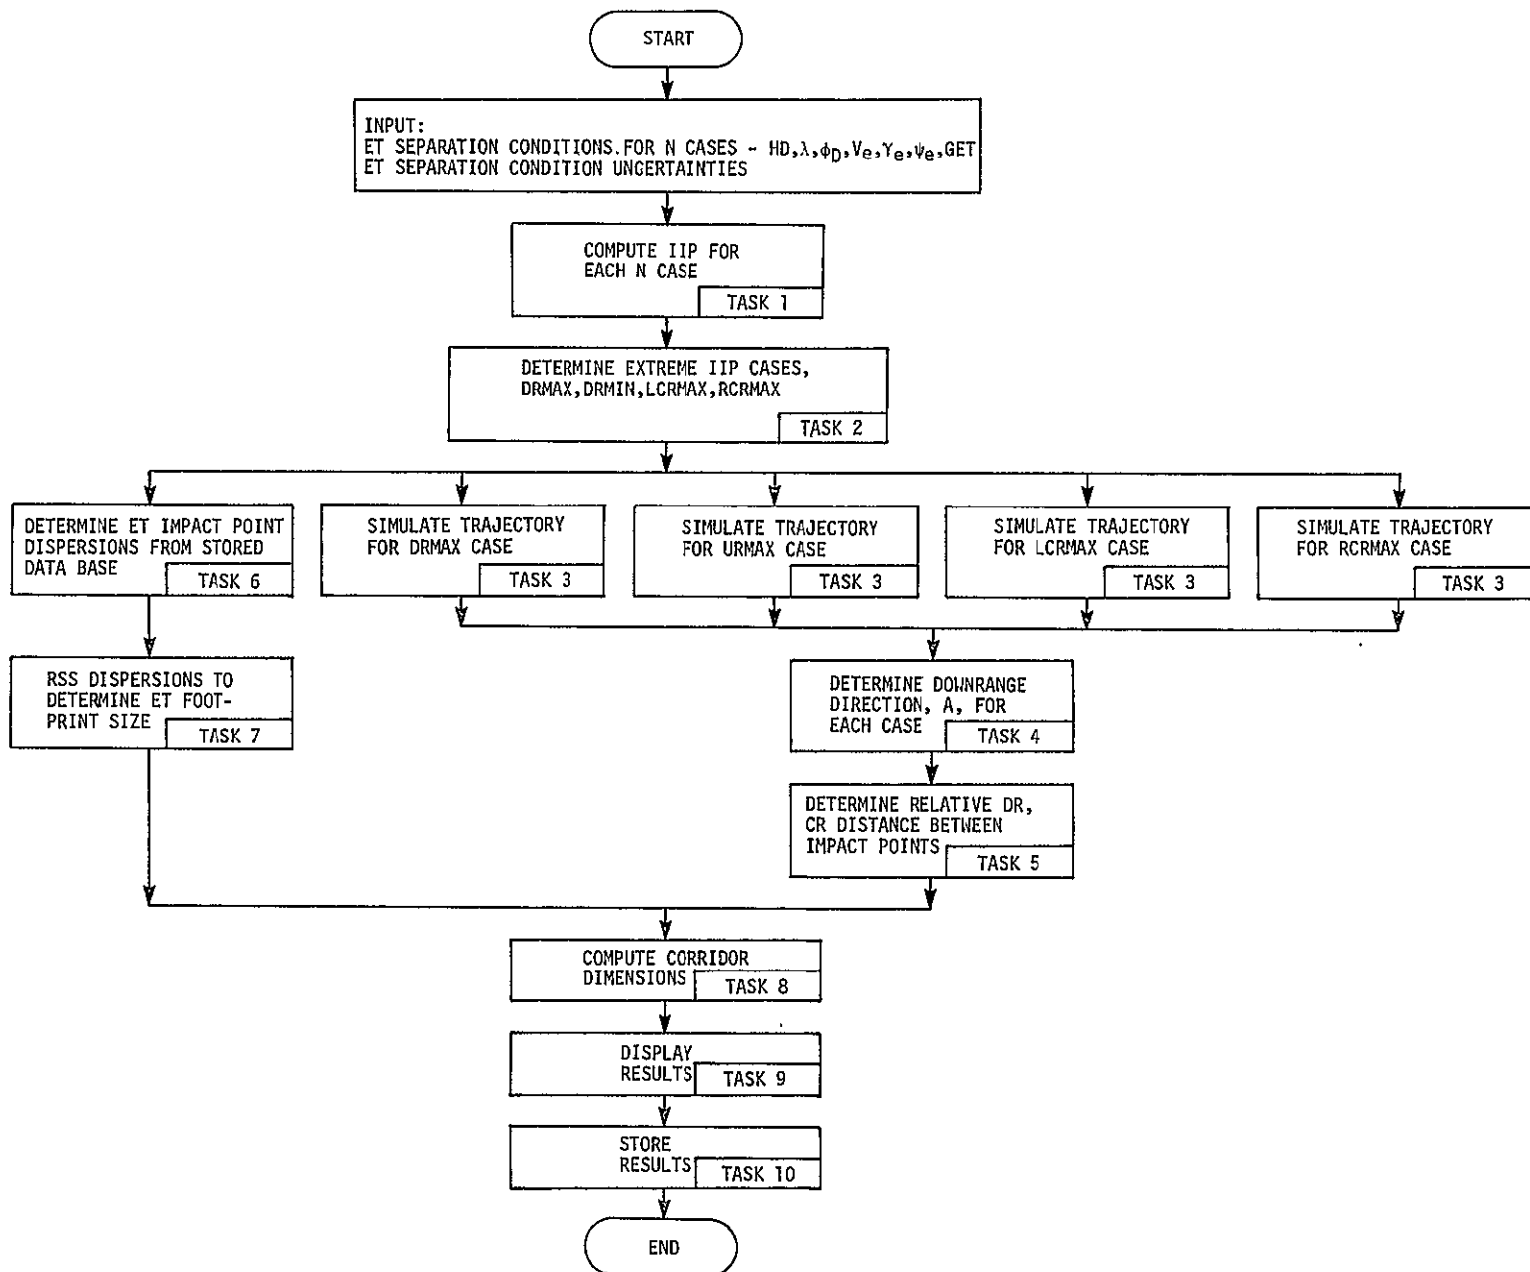 START
INPUT:
ET SEPARATION CONDITIONS.FOR N CASES - HD,λ,ϕD,Ve,γe,ψe,GET
ET SEPARATION CONDITION UNCERTAINTIES
COMPUTE IIP FOR
EACH N CASE
TASK 1
DETERMINE EXTREME IIP CASES,
DRMAX,DRMIN,LCRMAX,RCRMAX
TASK 2
DETERMINE ET IMPACT POINT
DISPERSIONS FROM STORED
DATA BASE
TASK 6
SIMULATE TRAJECTORY
FOR DRMAX CASE
TASK 3
SIMULATE TRAJECTORY
FOR URMAX CASE
TASK 3
SIMULATE TRAJECTORY
FOR LCRMAX CASE
TASK 3
SIMULATE TRAJECTORY
FOR RCRMAX CASE
TASK 3
RSS DISPERSIONS TO
DETERMINE ET FOOT-
PRINT SIZE
TASK 7
DETERMINE DOWNRANGE
DIRECTION, A, FOR
EACH CASE
TASK 4
DETERMINE RELATIVE DR,
CR DISTANCE BETWEEN
IMPACT POINTS
TASK 5
COMPUTE CORRIDOR
DIMENSIONS
TASK 8
DISPLAY
RESULTS
TASK 9
STORE
RESULTS
TASK 10
END